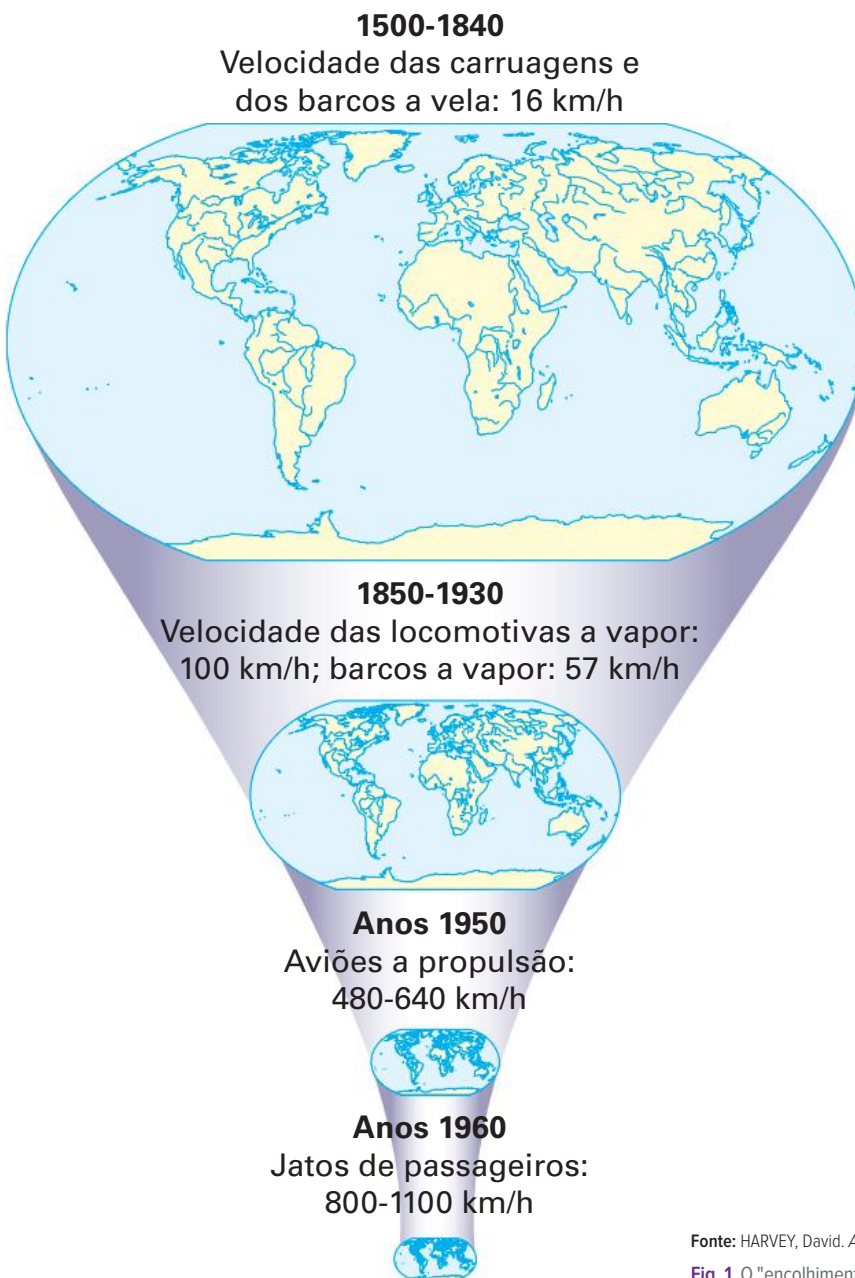 1500-1840
Velocidade das carruagens e
dos barcos a vela: 16 km/h
1850-1930
Velocidade das locomotivas a vapor:
100 km/h; barcos a vapor: 57 km/h
Anos 1950
Aviões a propulsão:
480-640 km/h
Anos 1960
Jatos de passageiros:
800-1100 km/h
Fonte: HARVEY, David.
Fig. 1 O "encolhiment